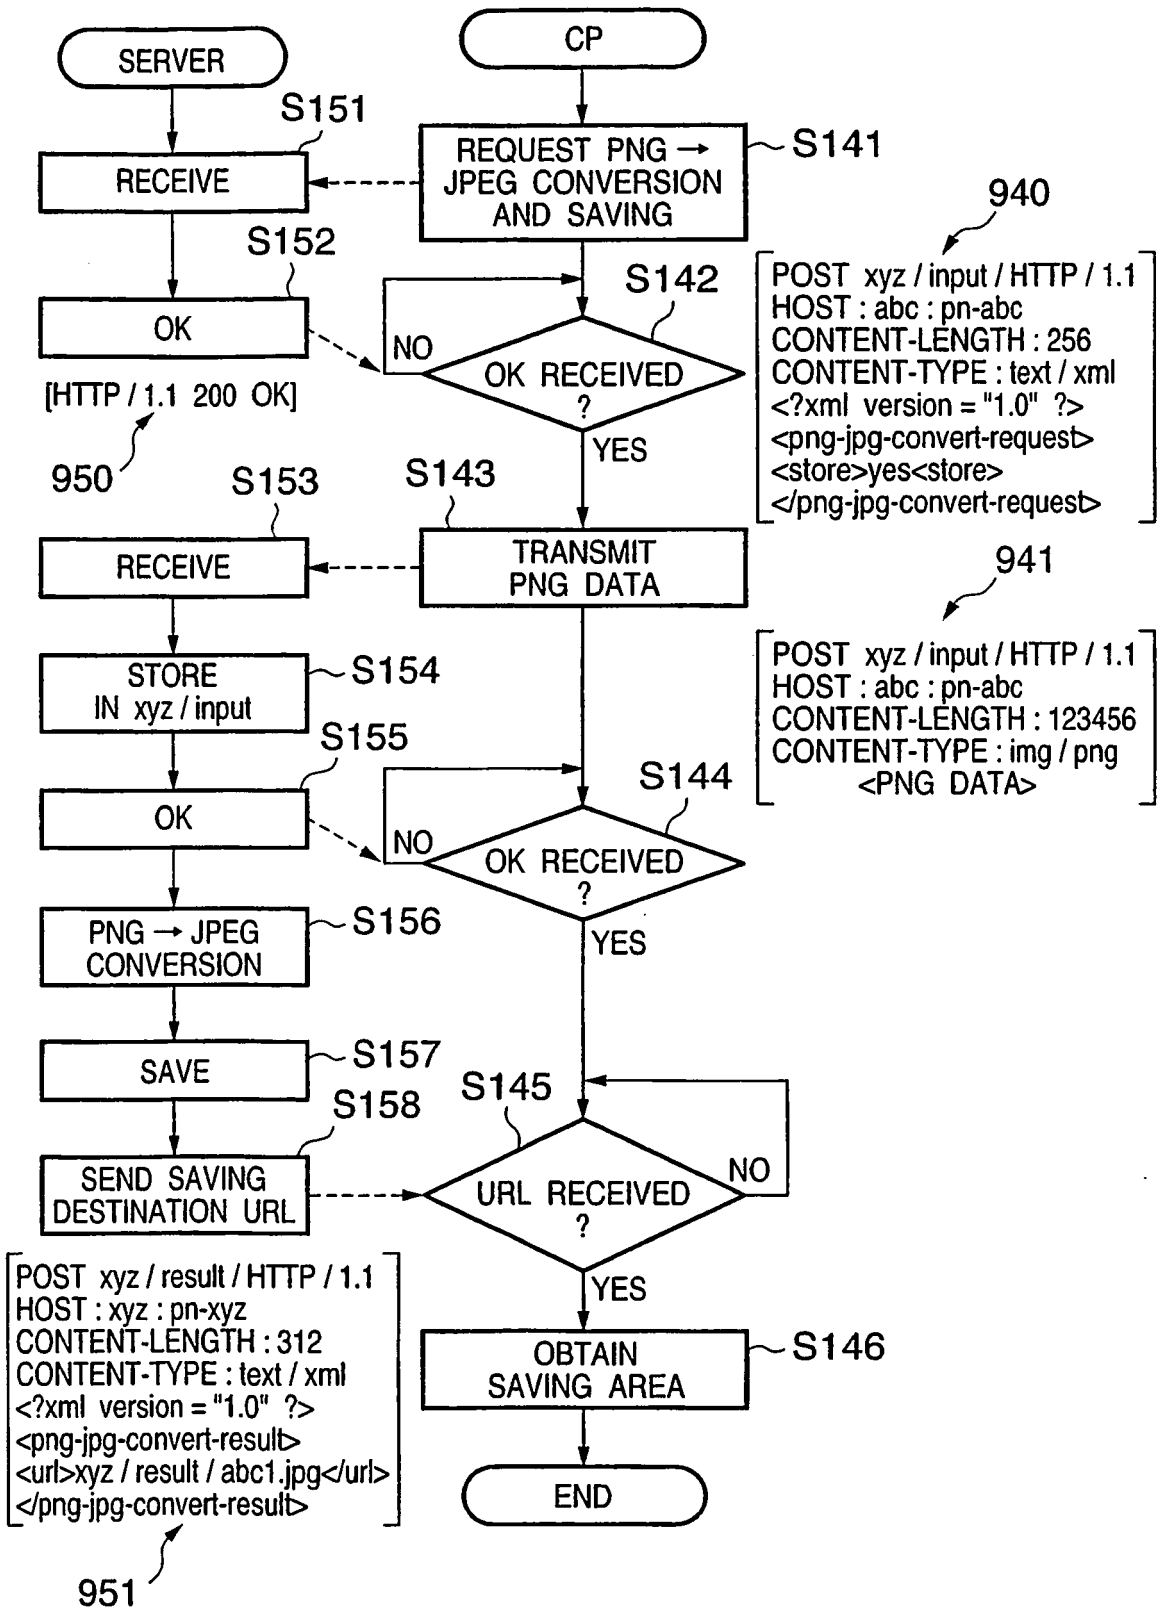 SERVER
CP
S151
RECEIVE
REQUEST PNG →
JPEG CONVERSION
AND SAVING
S141
S152
OK
[HTTP / 1.1 200 OK]
950
S142
NO
OK RECEIVED
?
YES
940
POST xyz / input / HTTP / 1.1
HOST : abc : pn-abc
CONTENT-LENGTH : 256
CONTENT-TYPE : text / xml
<?xml version = "1.0" ?>
<png-jpg-convert-request>
<store>yes<store>
</png-jpg-convert-request>
S153
RECEIVE
S143
TRANSMIT
PNG DATA
941
POST xyz / input / HTTP / 1.1
HOST : abc : pn-abc
CONTENT-LENGTH : 123456
CONTENT-TYPE : img / png
<PNG DATA>
STORE
IN xyz / input
S154
S155
OK
S144
NO
OK RECEIVED
?
YES
PNG → JPEG
CONVERSION
S156
SAVE
S157
S158
SEND SAVING
DESTINATION URL
S145
URL RECEIVED
?
NO
YES
POST xyz / result / HTTP / 1.1
HOST : xyz : pn-xyz
CONTENT-LENGTH : 312
CONTENT-TYPE : text / xml
<?xml version = "1.0" ?>
<png-jpg-convert-result>
<url>xyz / result / abc1.jpg</url>
</png-jpg-convert-result>
951
OBTAIN
SAVING AREA
S146
END